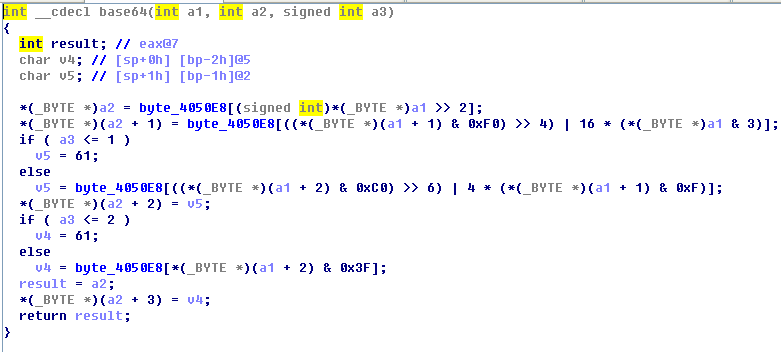 int __cdecl base64(int a1, int a2, signed int a3)
{
int result; // eax@7
char v4; // [sp+0h] [bp-2h]@5
char v5; // [sp+1h] [bp-1h]@2
*(_BYTE *)a2 = byte_4050E8[(signed int)*(_BYTE *)a1 >> 2];
*(_BYTE *)(a2 + 1) = byte_4050E8[((*(_BYTE *)(a1 + 1) & 0xF0) >> 4) | 16 * (*(_BYTE *)a1 & 3)];
if ( a3 <= 1 )
v5 = 61;
else
v5 = byte_4050E8[((*(_BYTE *)(a1 + 2) & 0xC0) >> 6) | 4 * (*(_BYTE *)(a1 + 1) & 0xF)];
*(_BYTE *)(a2 + 2) = v5;
if ( a3 <= 2 )
v4 = 61;
else
v4 = byte_4050E8[*(_BYTE *)(a1 + 2) & 0x3F];
result = a2;
*(_BYTE *)(a2 + 3) = v4;
return result;
}